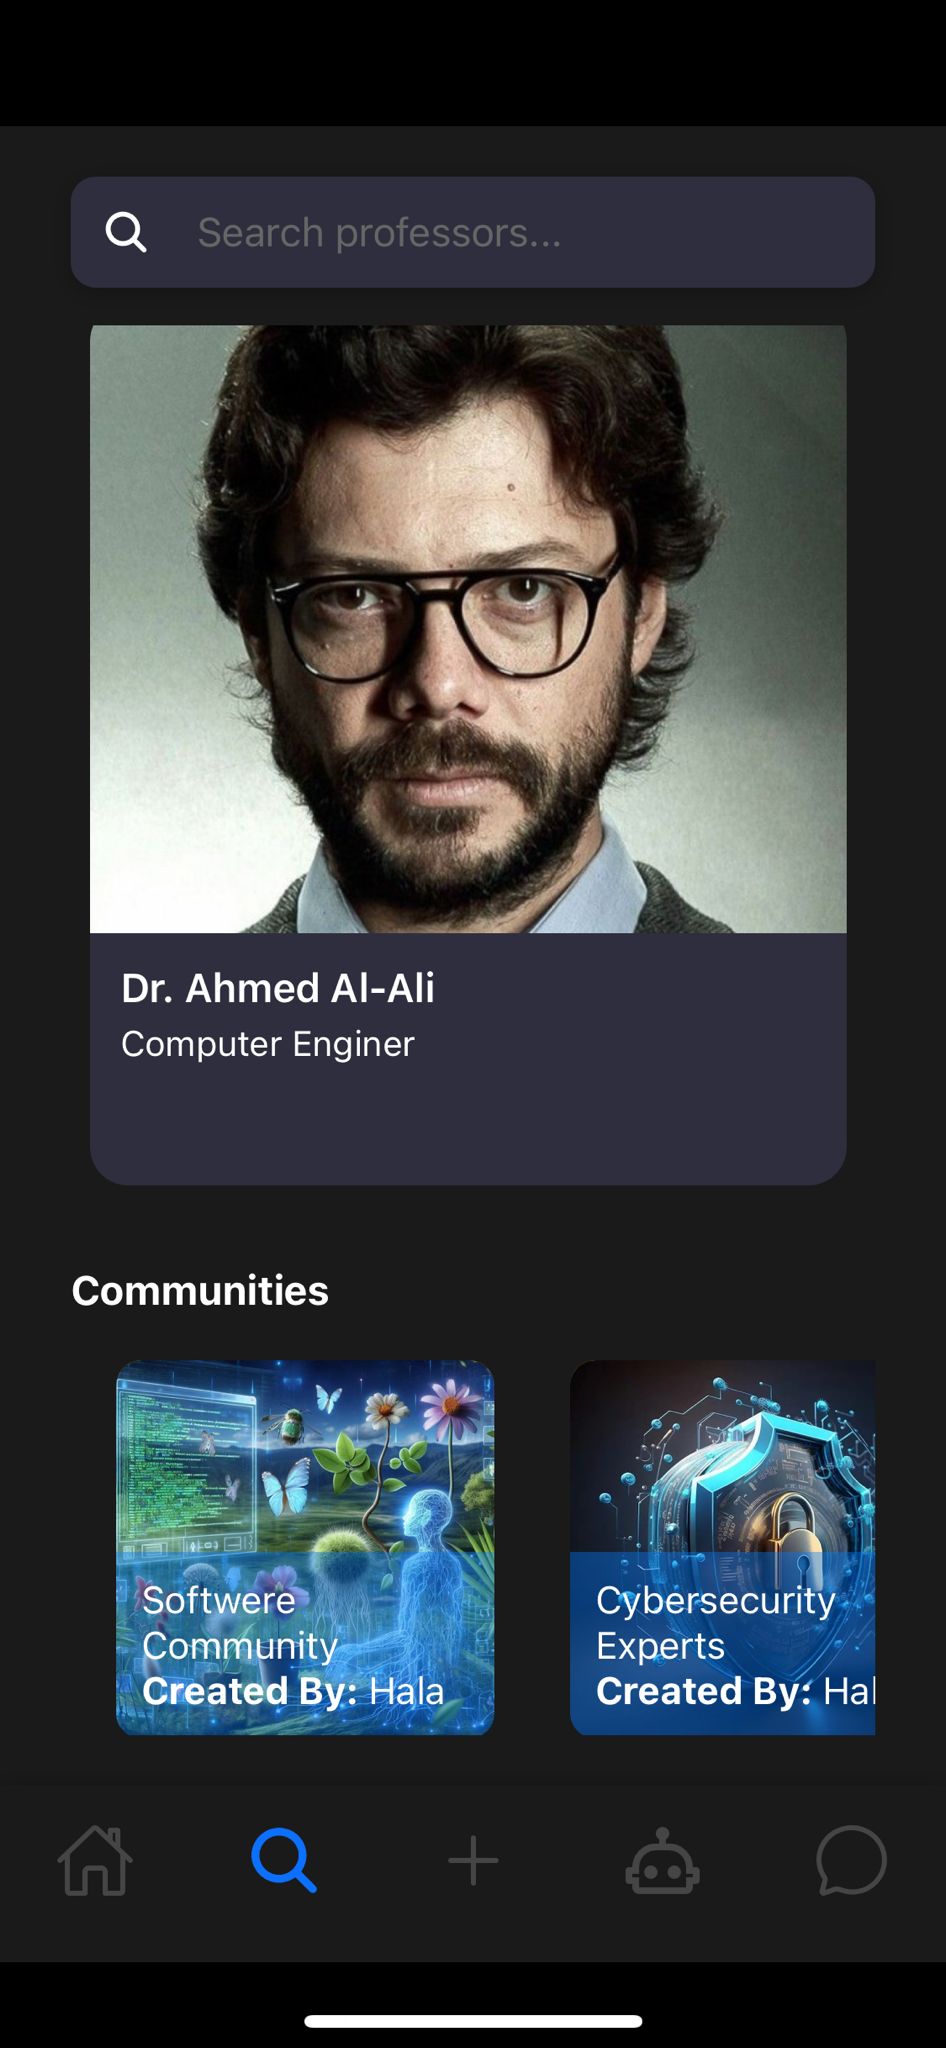 Search professors...
Dr. Ahmed Al-Ali
Computer Enginer
Communities
Softwere
Community
Created By: Hala
Cybersecurity
Experts
Created By: Hal